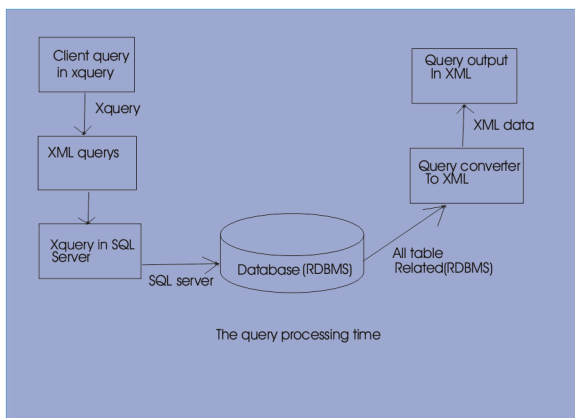 Client query
in xquery
Xquery
XML querys
Xquery in SQL
Server
SQL server
Database (RDBMS)
All table
Related(RDBMS)
Query converter
To XML
XML data
Query output
In XML
The query processing time